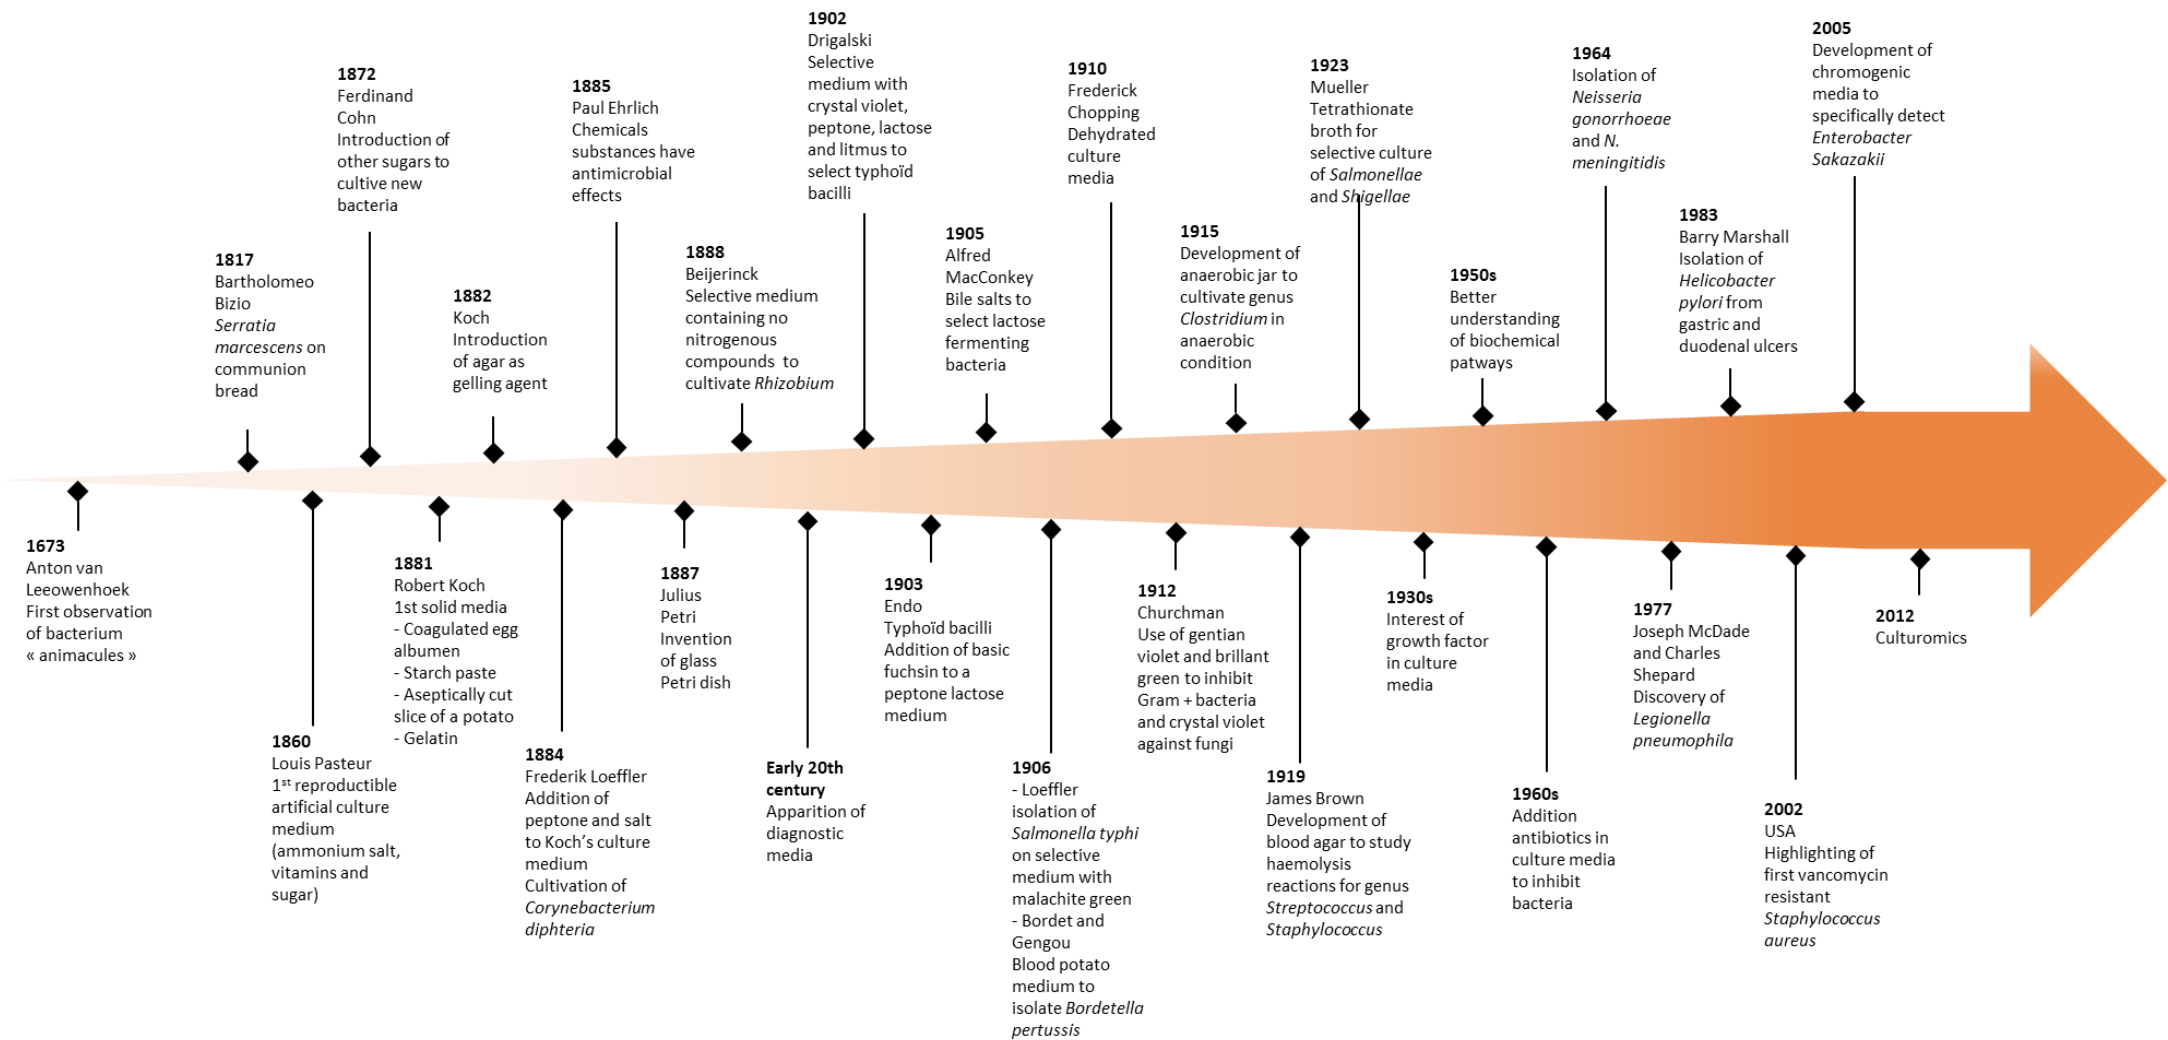 1673
Anton van
Leeowenhoek
First observation
of bacterium
« animacules »
1817
Bartholomeo
Bizio
Serratia
marcescens on
communion
bread
1860
Louis Pasteur
1st reproductible
artificial culture
medium
(ammonium salt,
vitamins and
sugar)
1872
Ferdinand
Cohn
Introduction of
other sugars to
cultive new
bacteria
1881
Robert Koch
1st solid media
- Coagulated egg
albumen
- Starch paste
- Aseptically cut
slice of a potato
- Gelatin
1882
Koch
Introduction
of agar as
gelling agent
1884
Frederik Loeffler
Addition of
peptone and salt
to Koch’s culture
medium
Cultivation of
Corynebacterium
diphteria
1885
Paul Ehrlich
Chemicals
substances have
antimicrobial
effects
1887
Julius
Petri
Invention
of glass
Petri dish
1888
Beijerinck
Selective medium
containing no
nitrogenous
compounds to
cultivate Rhizobium
Early 20th
century
Apparition of
diagnostic
media
1902
Drigalski
Selective
medium with
crystal violet,
peptone, lactose
and litmus to
select typhoïd
bacilli
1903
Endo
Typhoïd bacilli
Addition of basic
fuchsin to a
peptone lactose
medium
1905
Alfred
MacConkey
Bile salts to
select lactose
fermenting
bacteria
1906
- Loeffler
isolation of
Salmonella typhi
on selective
medium with
malachite green
- Bordet and
Gengou
Blood potato
medium to
isolate Bordetella
pertussis
1910
Frederick
Chopping
Dehydrated
culture
media
1912
Churchman
Use of gentian
violet and brillant
green to inhibit
Gram + bacteria
and crystal violet
against fungi
1915
Development of
anaerobic jar to
cultivate genus
Clostridium in
anaerobic
condition
1919
James Brown
Development of
blood agar to study
haemolysis
reactions for genus
Streptococcus and
Staphylococcus
1923
Mueller
Tetrathionate
broth for
selective culture
of Salmonellae
and Shigellae
1930s
Interest of
growth factor
in culture
media
1950s
Better
understanding
of biochemical
patways
1960s
Addition
antibiotics in
culture media
to inhibit
bacteria
1964
Isolation of
Neisseria
gonorrhoeae
and N.
meningitidis
1977
Joseph McDade
and Charles
Shepard
Discovery of
Legionella
pneumophila
1983
Barry Marshall
Isolation of
Helicobacter
pylori from
gastric and
duodenal ulcers
2002
USA
Highlighting of
first vancomycin
resistant
Staphylococcus
aureus
2005
Development of
chromogenic
media to
specifically detect
Enterobacter
Sakazakii
2012
Culturomics